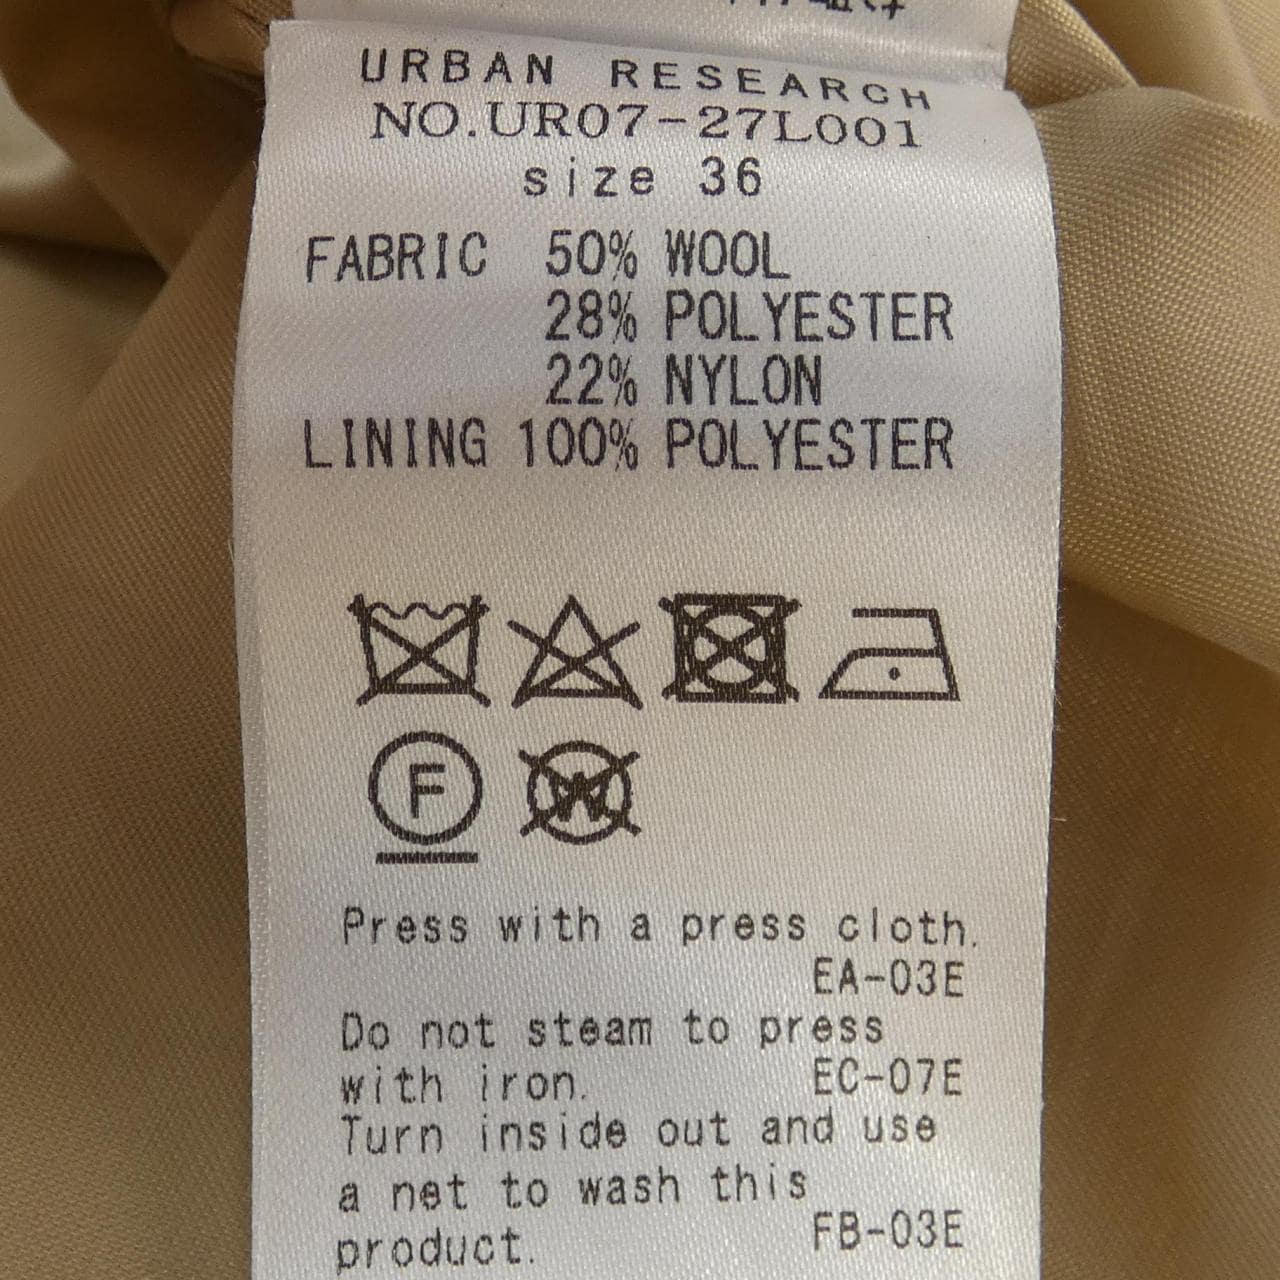 URBAN RESEARCH
NO.UR07-27L001
size 36
FABRIC 50% WOOL
28% POLYESTER
22% NYLON
LINING 100% POLYESTER
F
W
Press with a press cloth.
EA-03E
Do not steam to press
with iron. EC-07E
Turn inside out and use
a net to wash this
product. FB-03E